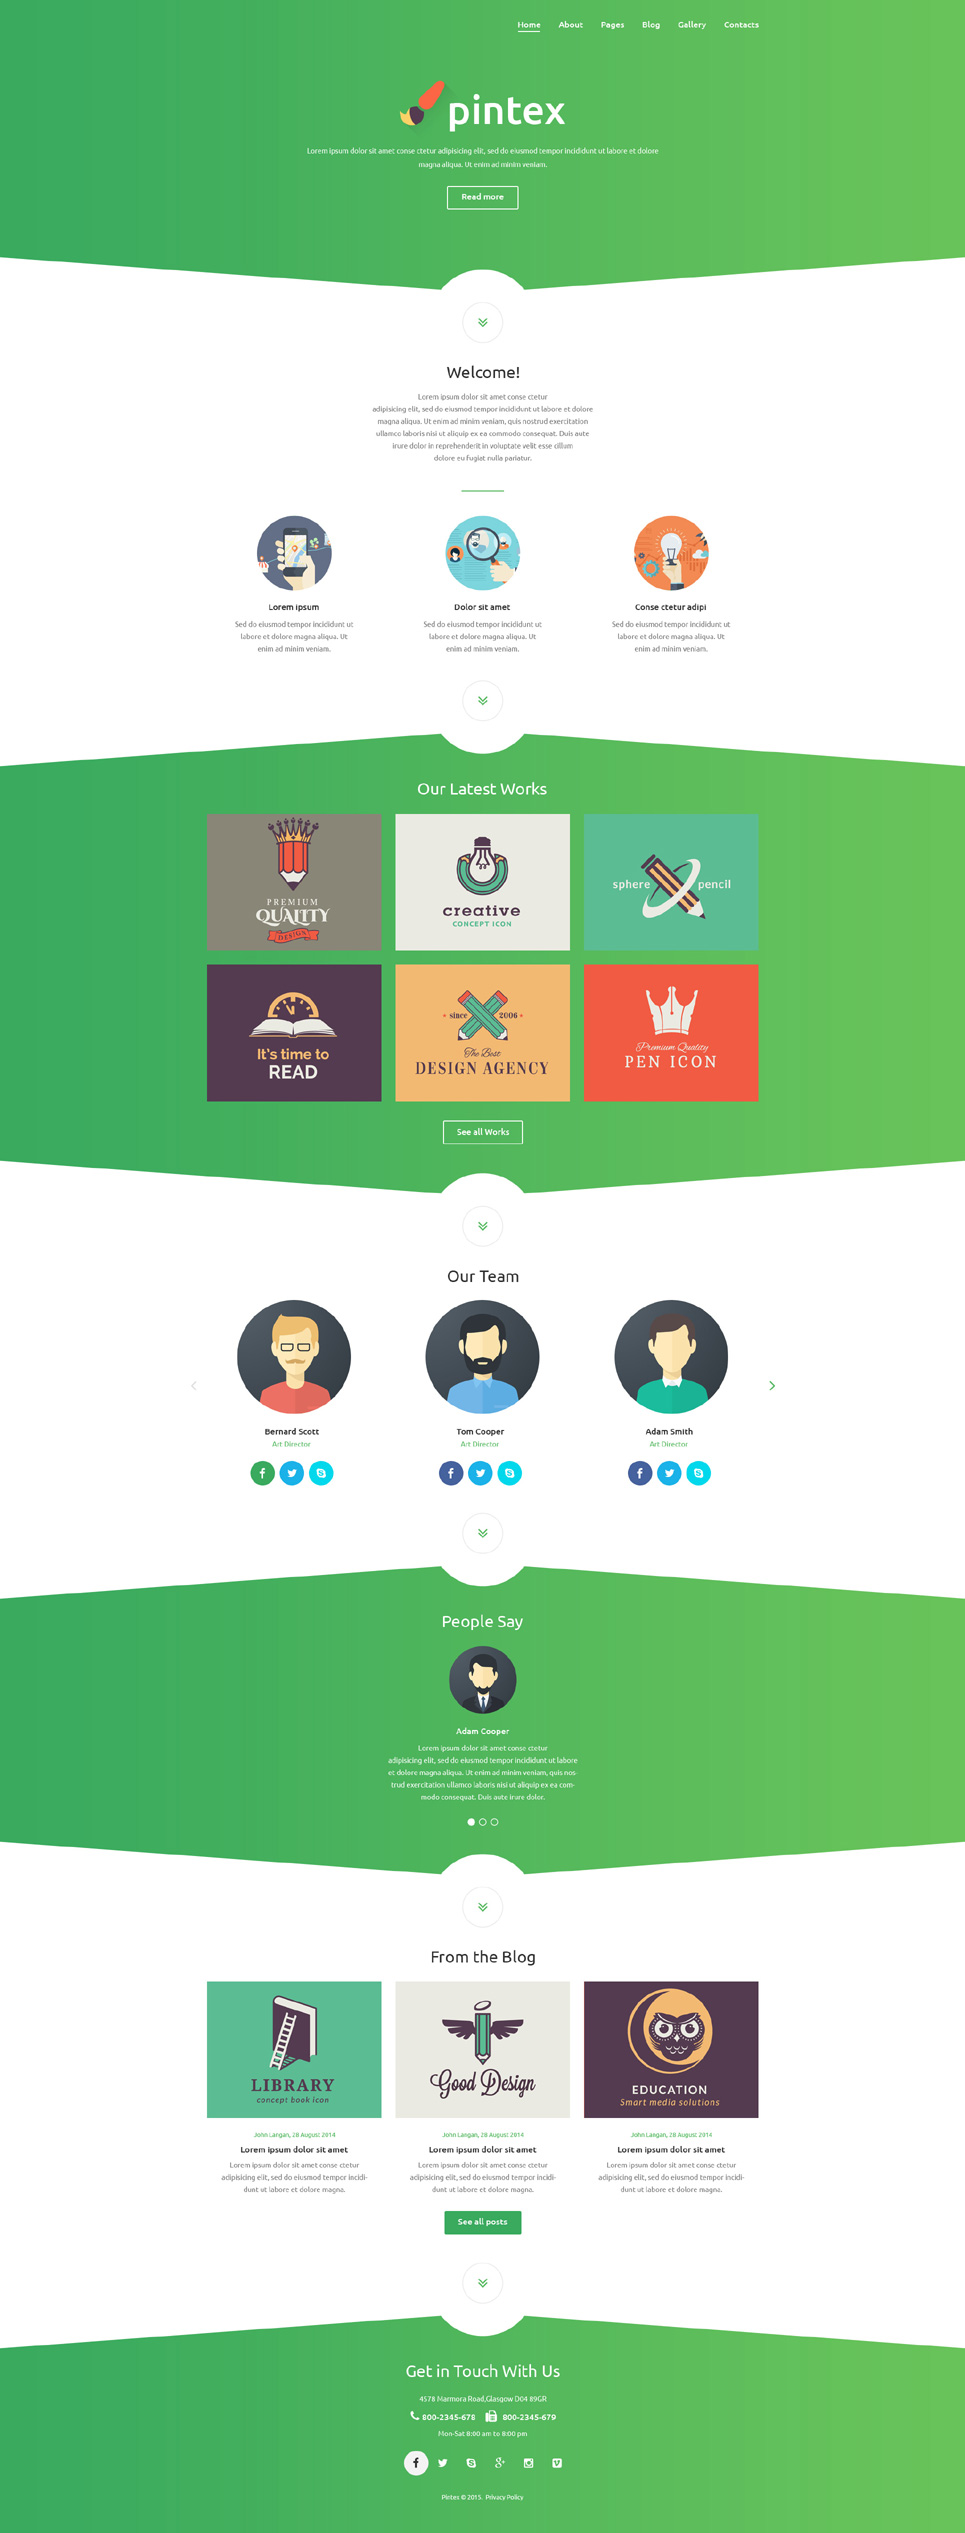 Home About Pages Blog Gallery Contacts
pintex
Lorem ipsum dolor sit amet conse ctetur adipisicing elit, sed do eiusmod tempor incididunt ut labore et dolore
magna aliqua. Ut enim ad minim veniam.
Read more
Welcome!
Lorem ipsum dolor sit amet conse ctetur
adipisicing elit, sed do eiusmod tempor incididunt ut labore et dolore
magna aliqua. Ut enim ad minim veniam, quis nostrud exercitation
ullamco laboris nisi ut aliquip ex ea commodo consequat. Duis aute
irure dolor in reprehenderit in voluptate velit esse cillum
dolore eu fugiat nulla pariatur.
Lorem ipsum
Sed do eiusmod tempor incididunt ut
labore et dolore magna aliqua. Ut
enim ad minim veniam.
Dolor sit amet
Sed do eiusmod tempor incididunt ut
labore et dolore magna aliqua. Ut
enim ad minim veniam.
Conse ctetur adipi
Sed do eiusmod tempor incididunt ut
labore et dolore magna aliqua. Ut
enim ad minim veniam.
Our Latest Works
PREMIUM
QUALITY
DESIGN
creative
CONCEPT ICON
sphere pencil
It's time to
READ
since 2006
The Best
DESIGN AGENCY
Premium Quality
PEN ICON
See all Works
Our Team
Bernard Scott
Art Director
Tom Cooper
Art Director
Adam Smith
Art Director
People Say
Adam Cooper
Lorem ipsum dolor sit amet conse ctetur
adipisicing elit, sed do eiusmod tempor incididunt ut labore
et dolore magna aliqua. Ut enim ad minim veniam, quis nos-
trud exercitation ullamco laboris nisi ut aliquip ex ea com-
modo consequat. Duis aute irure dolor.
From the Blog
LIBRARY
concept book icon
Good Design
EDUCATION
Smart media solutions
John Langan, 28 August 2014
Lorem ipsum dolor sit amet
Lorem ipsum dolor sit amet conse ctetur
adipisicing elit, sed do eiusmod tempor incidi-
dunt ut labore et dolore magna.
John Langan, 28 August 2014
Lorem ipsum dolor sit amet
Lorem ipsum dolor sit amet conse ctetur
adipisicing elit, sed do eiusmod tempor incidi-
dunt ut labore et dolore magna.
John Langan, 28 August 2014
Lorem ipsum dolor sit amet
Lorem ipsum dolor sit amet conse ctetur
adipisicing elit, sed do eiusmod tempor incidi-
dunt ut labore et dolore magna.
See all posts
Get in Touch With Us
4578 Marmora Road,Glasgow D04 89GR
800-2345-678 800-2345-679
Mon-Sat 8:00 am to 8:00 pm
Pintex © 2015. Privacy Policy